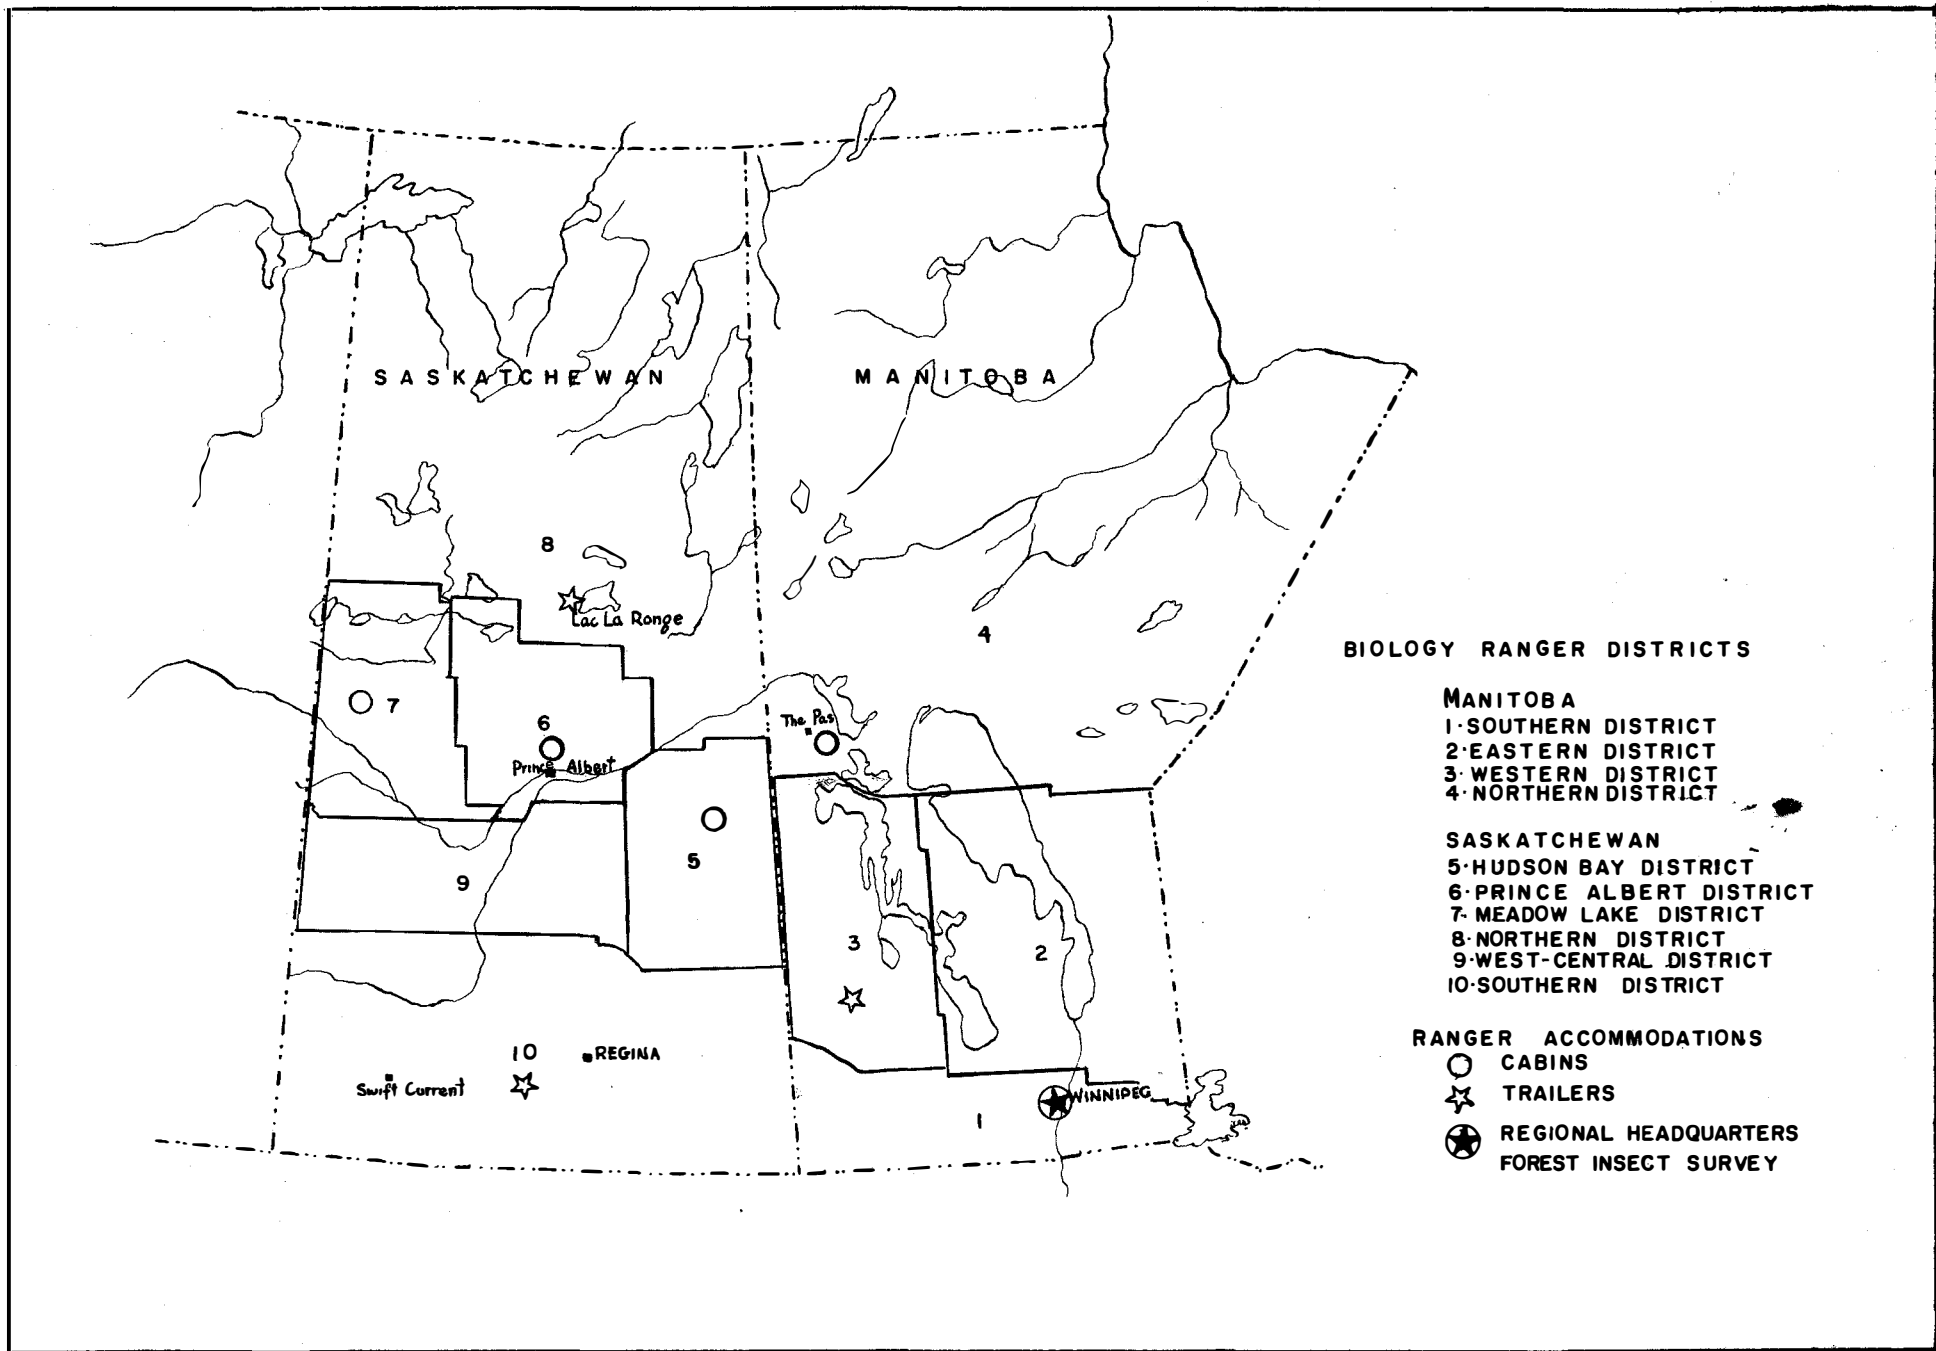 SASKATCHEWAN
MANITOBA
8
Lac La Ronge
4
7
6
The Pas
Prince Albert
5
9
3
2
10
REGINA
Swift Current
WINNIPEG
1
BIOLOGY RANGER DISTRICTS
MANITOBA
1·SOUTHERN DISTRICT
2·EASTERN DISTRICT
3·WESTERN DISTRICT
4·NORTHERN DISTRICT
SASKATCHEWAN
5·HUDSON BAY DISTRICT
6·PRINCE ALBERT DISTRICT
7·MEADOW LAKE DISTRICT
8·NORTHERN DISTRICT
9·WEST-CENTRAL DISTRICT
10·SOUTHERN DISTRICT
RANGER ACCOMMODATIONS
CABINS
TRAILERS
REGIONAL HEADQUARTERS
FOREST INSECT SURVEY